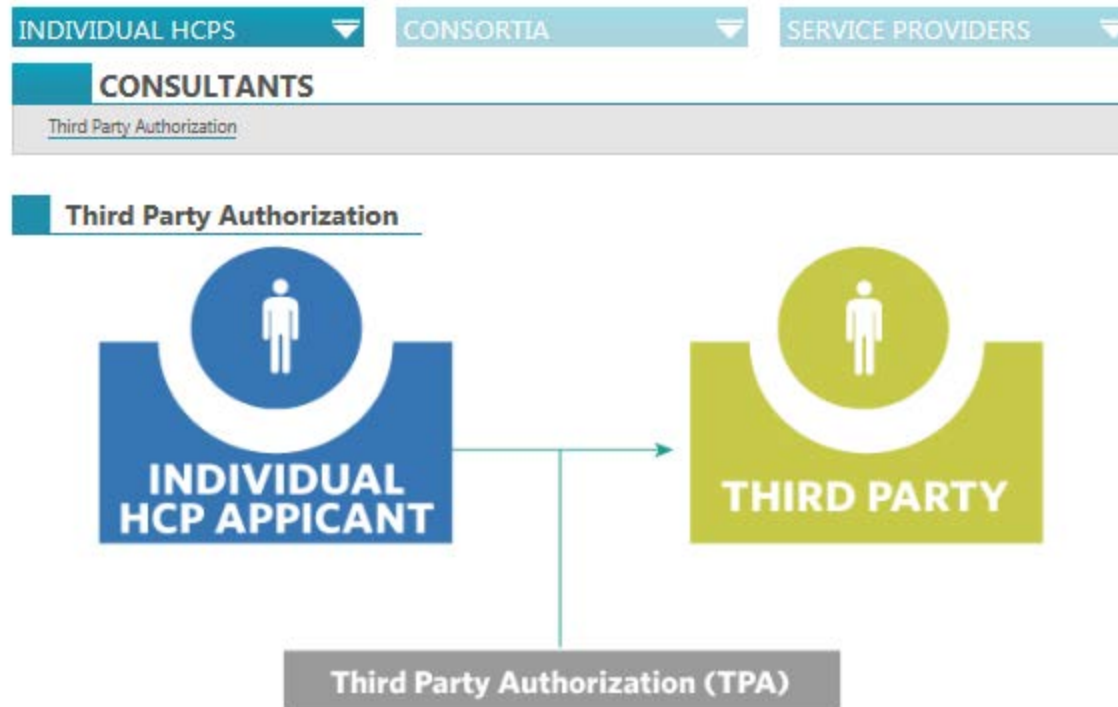 INDIVIDUAL HCPS
CONSORTIA
SERVICE PROVIDERS
CONSULTANTS
Third Party Authorization
Third Party Authorization
INDIVIDUAL
HCP APPICANT
THIRD PARTY
Third Party Authorization (TPA)